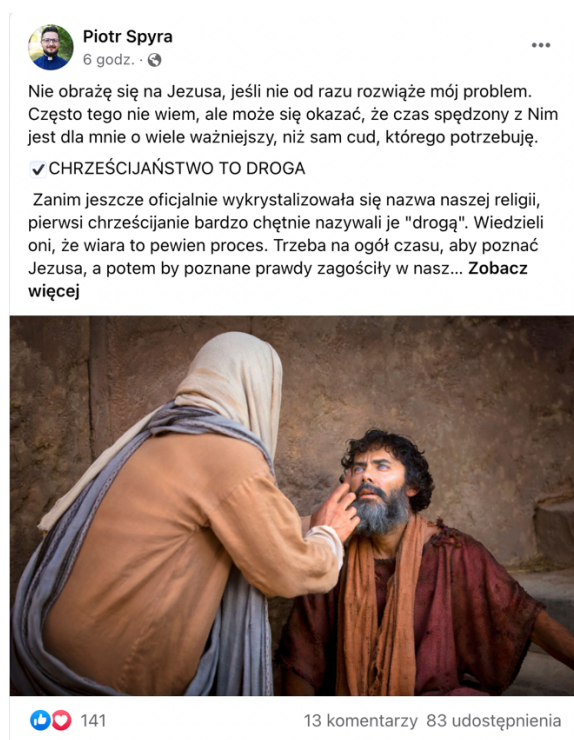 Piotr Spyra
6 godz. ·
Nie obrażę się na Jezusa, jeśli nie od razu rozwiąże mój problem.
Często tego nie wiem, ale może się okazać, że czas spędzony z Nim
jest dla mnie o wiele ważniejszy, niż sam cud, którego potrzebuję.
CHRZEŚCIJAŃSTWO TO DROGA
Zanim jeszcze oficjalnie wykrystalizowała się nazwa naszej religii,
pierwsi chrześcijanie bardzo chętnie nazywali je "drogą". Wiedzieli
oni, że wiara to pewien proces. Trzeba na ogół czasu, aby poznać
Jezusa, a potem by poznane prawdy zagościły w nasz... Zobacz
więcej
141
13 komentarzy 83 udostępnienia